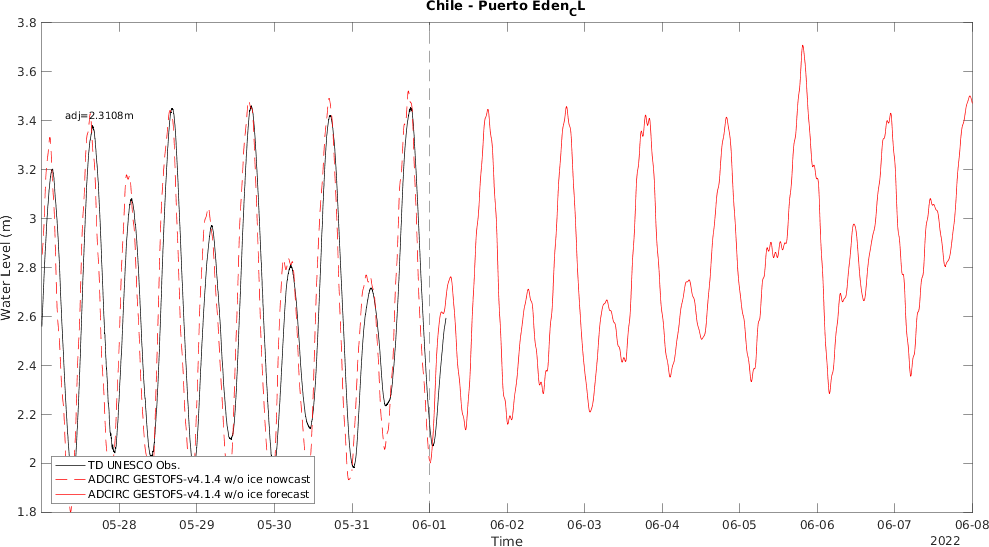 Chile - Puerto Eden_CL
3.8
3.6
3.4
3.2
3
2.8
2.6
2.4
2.2
2
1.8
Water Level (m)
adj=2.3108m
TD UNESCO Obs.
ADCIRC GESTOFS-v4.1.4 w/o ice nowcast
ADCIRC GESTOFS-v4.1.4 w/o ice forecast
05-28 05-29 05-30 05-31 06-01 06-02 06-03 06-04 06-05 06-06 06-07 06-08
Time
2022